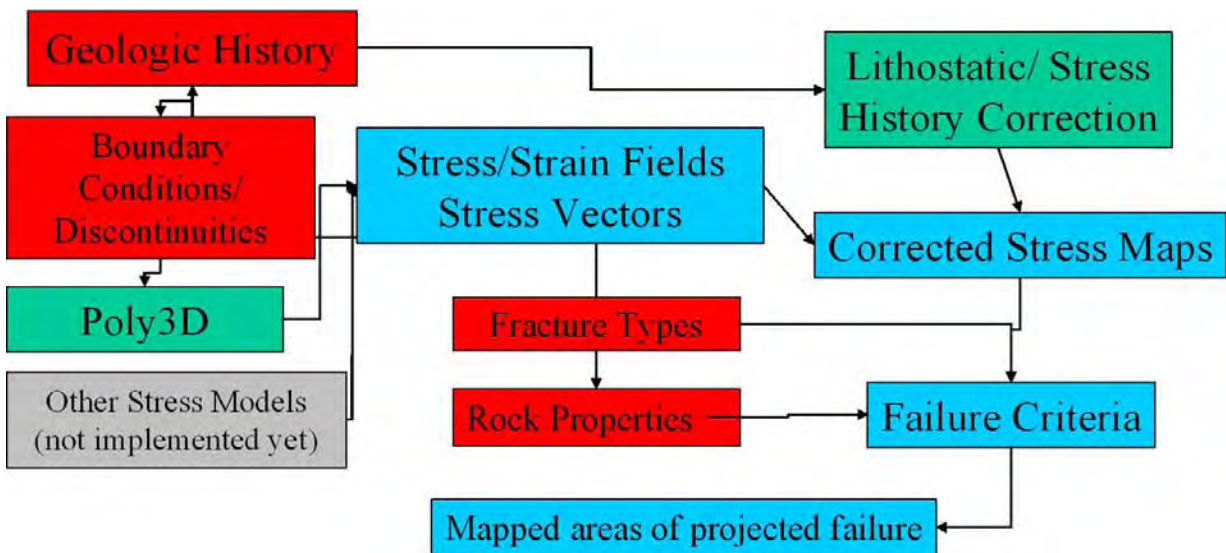 Geologic History
Lithostatic/ Stress
History Correction
Boundary
Conditions/
Discontinuities
Stress/Strain Fields
Stress Vectors
Corrected Stress Maps
Poly3D
Fracture Types
Other Stress Models
(not implemented yet)
Rock Properties
Failure Criteria
Mapped areas of projected failure